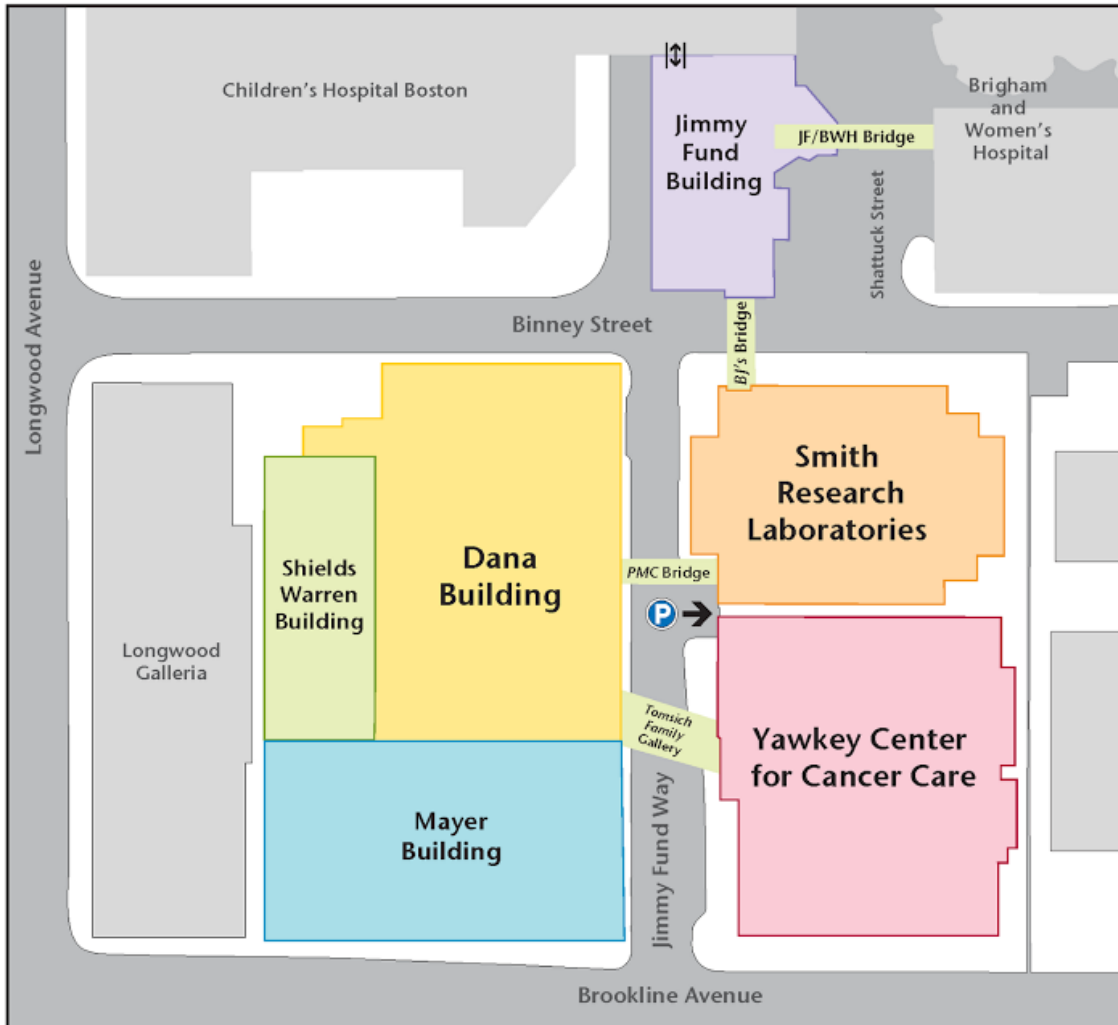 Children's Hospital Boston
Jimmy
Fund
Building
JF/BWH Bridge
Brigham
and
Women's
Hospital
Shattuck Street
Longwood Avenue
Binney Street
BJ's Bridge
Smith
Research
Laboratories
Dana
Building
Shields
Warren
Building
PMC Bridge
P
Longwood
Galleria
Tomsich
Family
Gallery
Yawkey Center
for Cancer Care
Mayer
Building
Jimmy Fund Way
Brookline Avenue